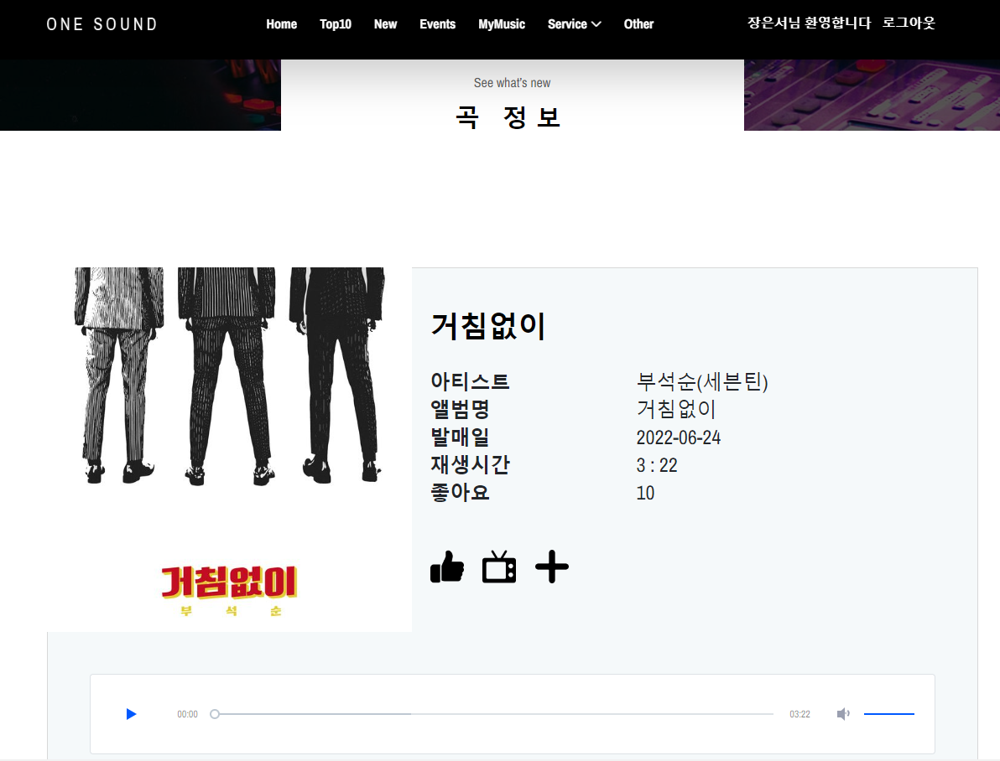 ONE SOUND Home Top10 New Events MyMusic Service Other 장은서님 환영합니다 로그아웃
See what's new
곡 정보
거침없이
아티스트 부석순(세븐틴)
앨범명 거침없이
발매일 2022-06-24
재생시간 3 : 22
좋아요 10
거침없이
부 석 순
00:00 03:22